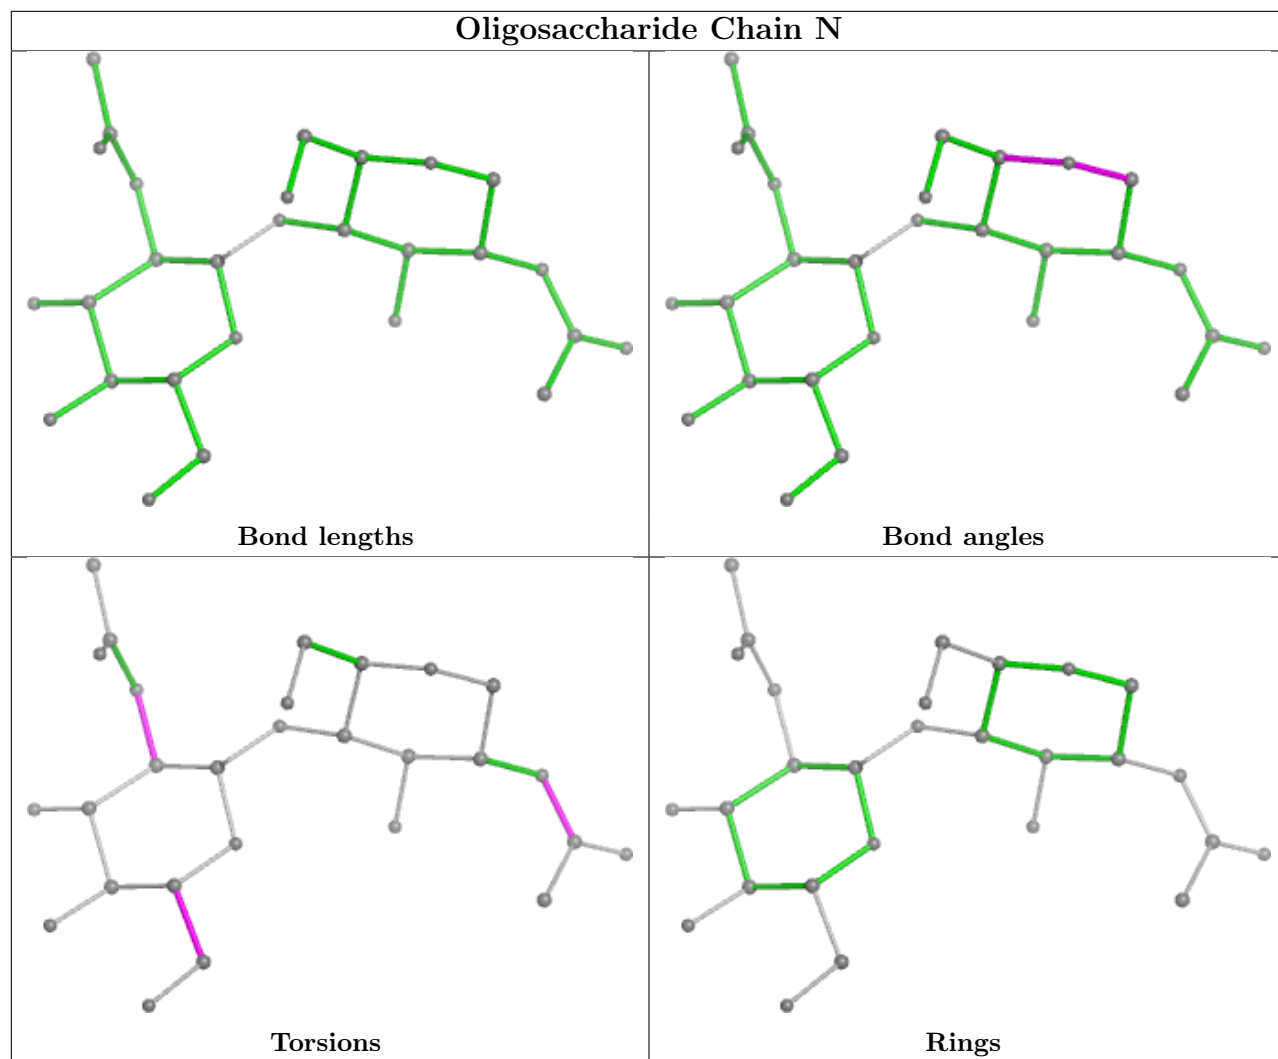 Oligosaccharide Chain N
Bond lengths
Bond angles
Torsions
Rings